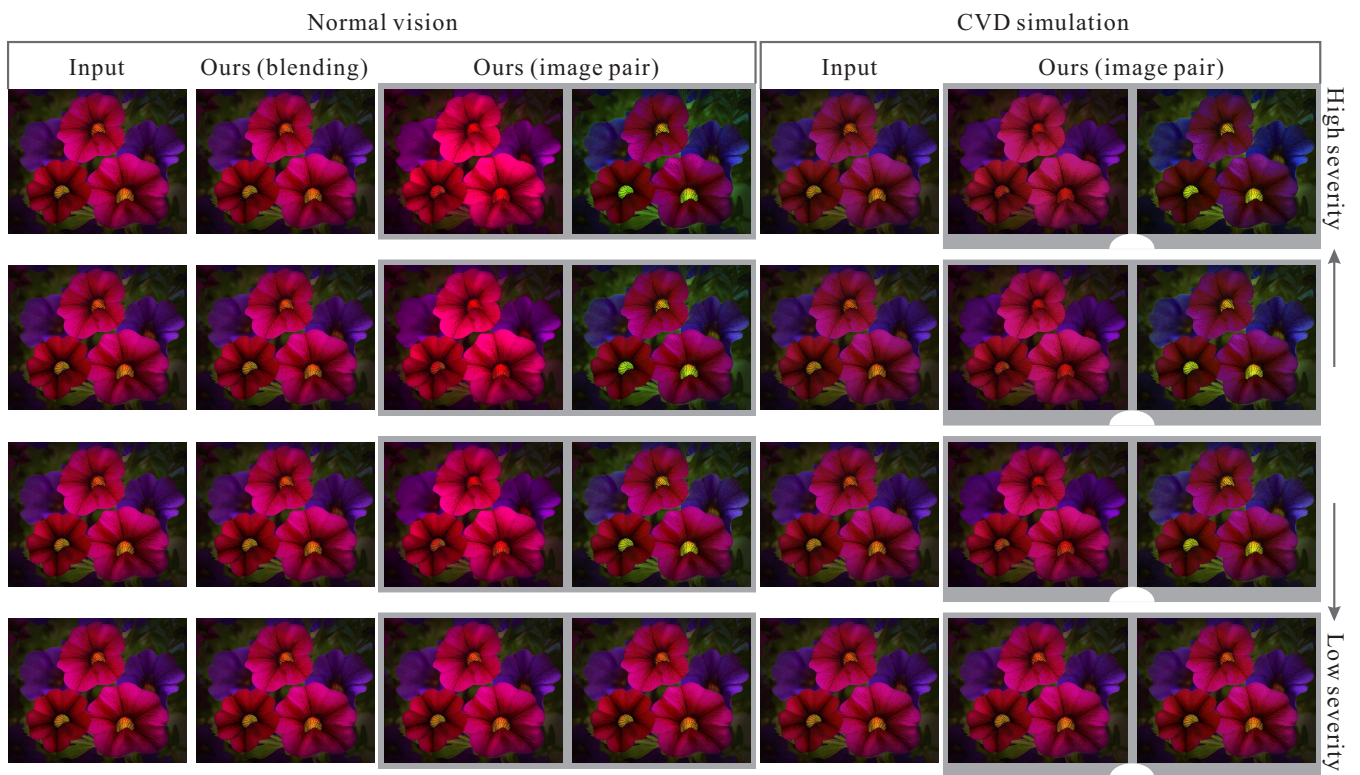 Normal vision
CVD simulation
Input
Ours (blending)
Ours (image pair)
Input
Ours (image pair)
High severity
Low severity